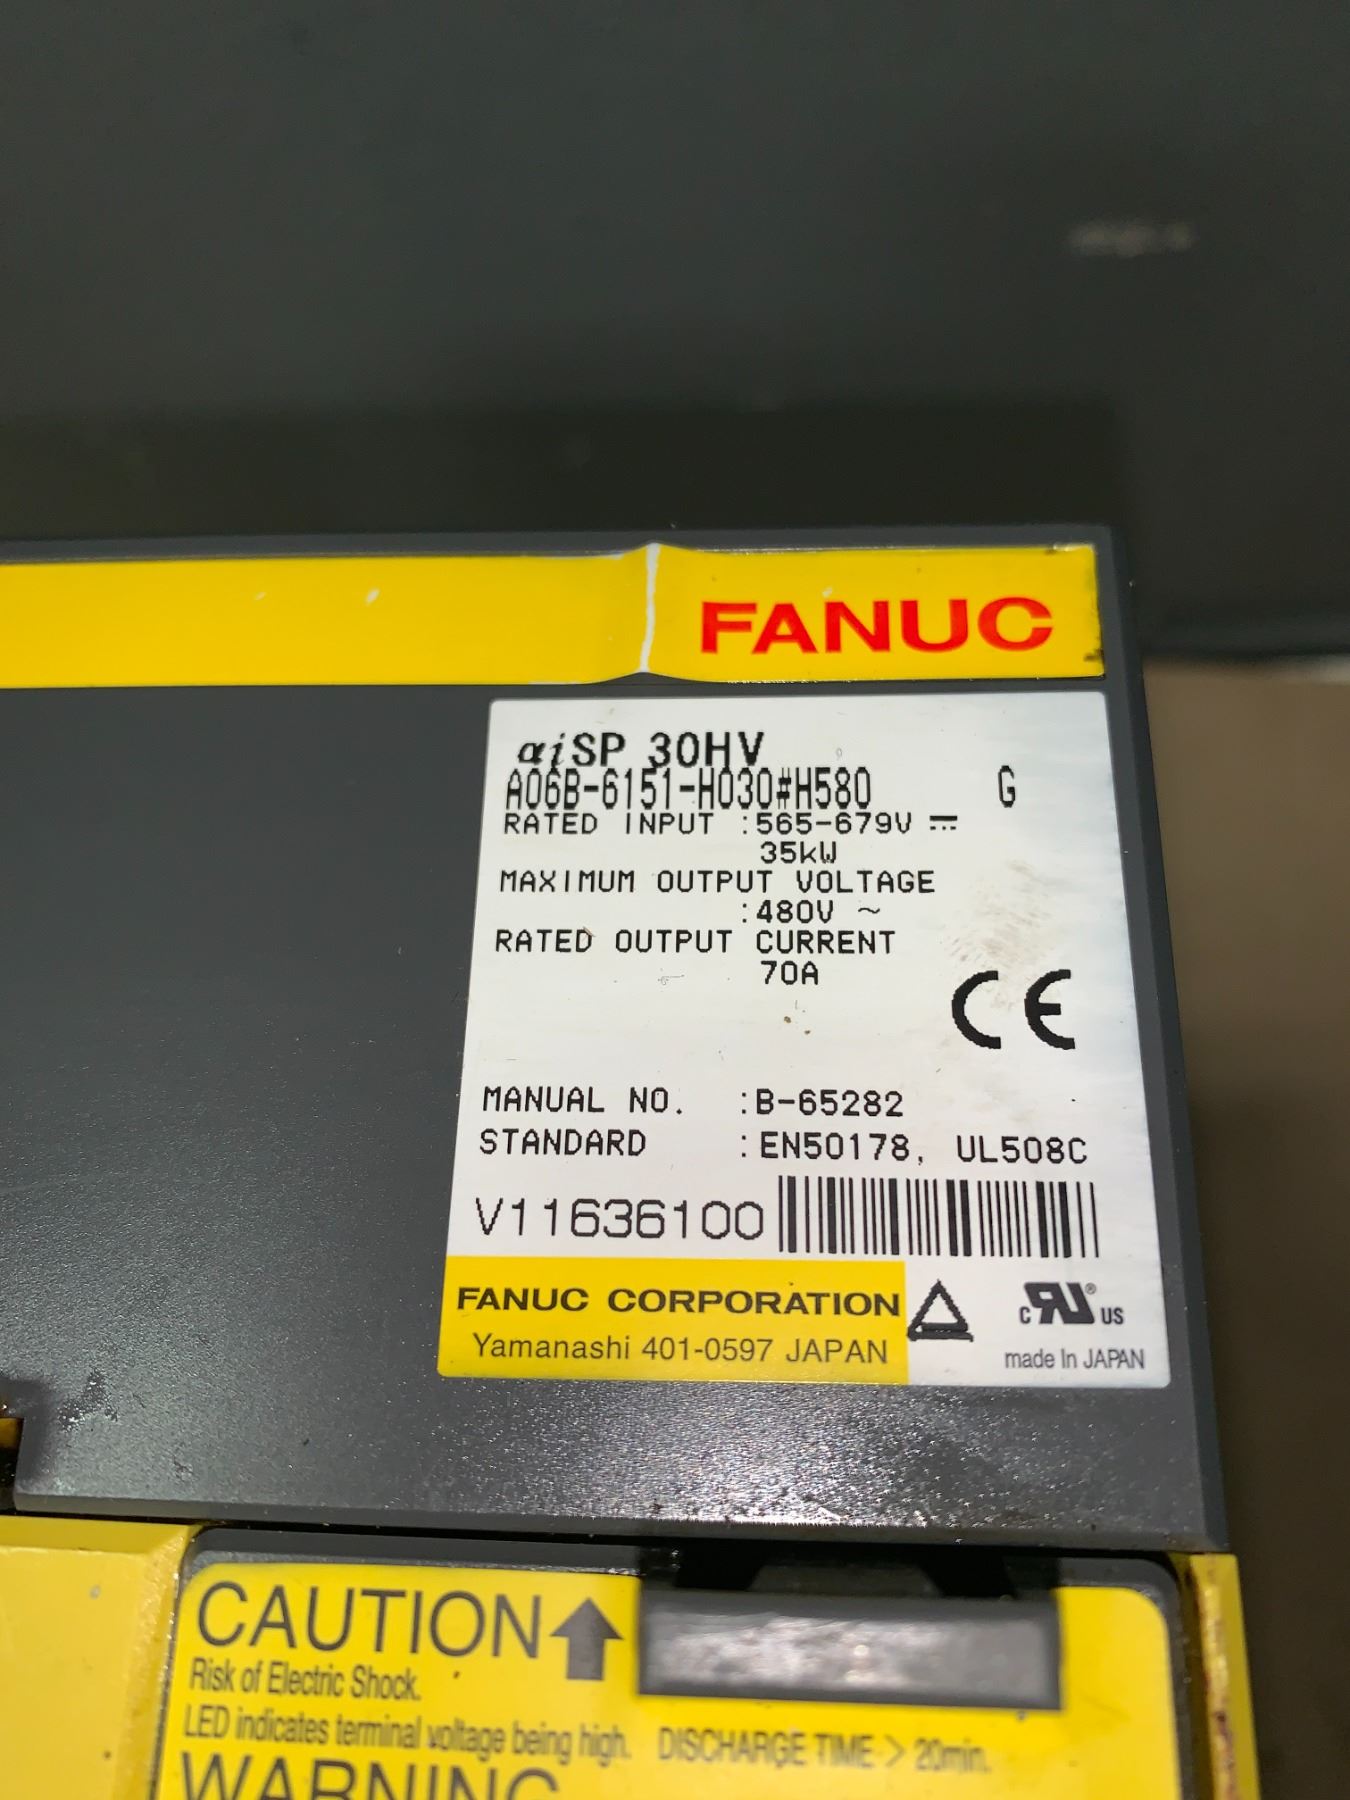 FANUC
αiSP 30HV
A06B-6151-H030#H580 G
RATED INPUT :565-679V ⎓
35kW
MAXIMUM OUTPUT VOLTAGE
:480V ~
RATED OUTPUT CURRENT
70A
CE
MANUAL NO. :B-65282
STANDARD :EN50178, UL508C
V11636100
FANUC CORPORATION
Yamanashi 401-0597 JAPAN
c RU ® US
made In JAPAN
CAUTION
Risk of Electric Shock.
LED indicates terminal voltage being high. DISCHARGE TIME > 20min.
WARNING